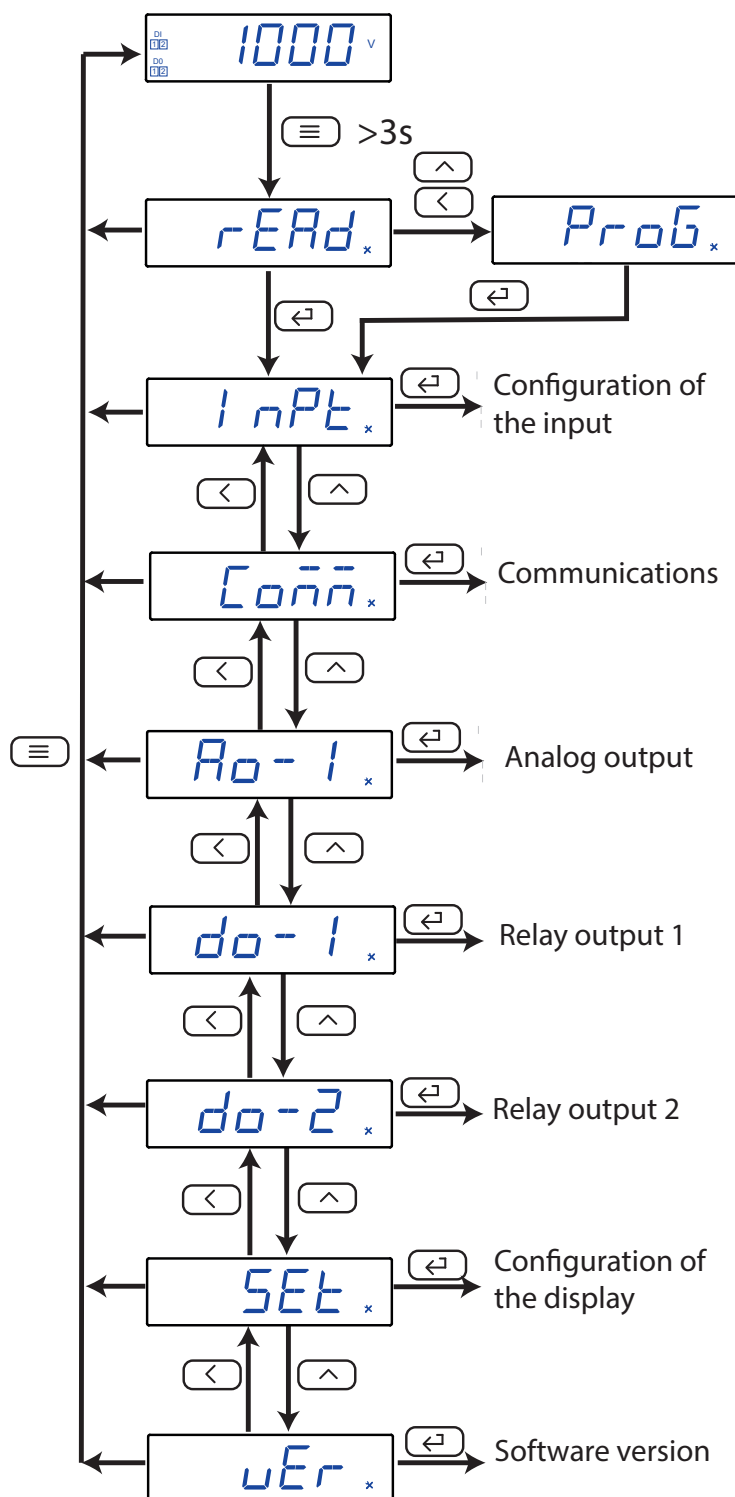 DI
1 2
1000 V
D0
1 2
>3s
rEAd
ProG
InPt
Configuration of
the input
Comm
Communications
Ao-1
Analog output
do-1
Relay output 1
do-2
Relay output 2
SEt
Configuration of
the display
vEr
Software version